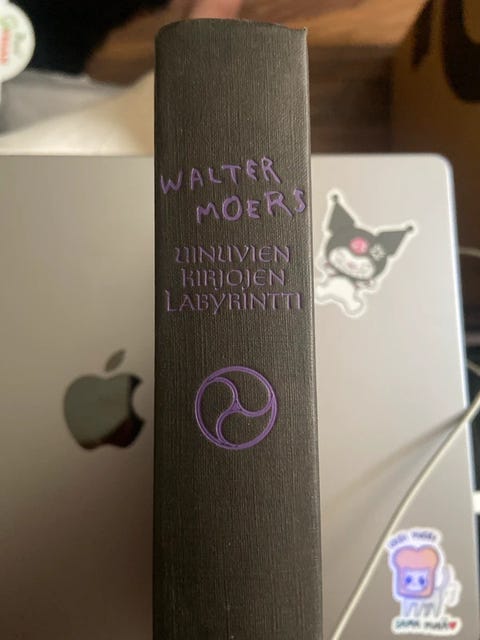 WALTER
MOERS
UINUVIEN
KIRJOJEN
LABYRINTTI